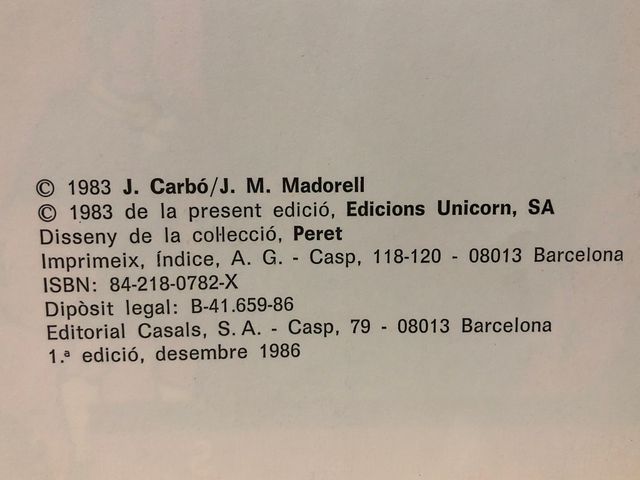 © 1983 J. Carbó/J. M. Madorell
© 1983 de la present edició, Edicions Unicorn, SA
Disseny de la coŀlecció, Peret
Imprimeix, Índice, A. G. - Casp, 118-120 - 08013 Barcelona
ISBN: 84-218-0782-X
Dipòsit legal: B-41.659-86
Editorial Casals, S. A. - Casp, 79 - 08013 Barcelona
1.ª edició, desembre 1986